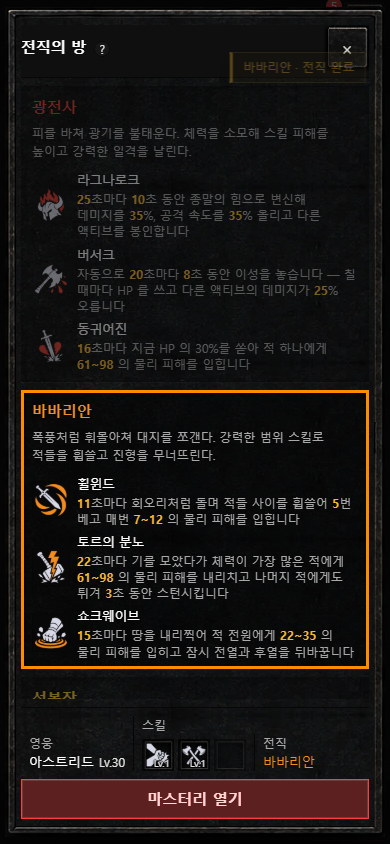 전직의 방 ?
×
바바리안 · 전직 완료
광전사
피를 바쳐 광기를 불태운다. 체력을 소모해 스킬 피해를
높이고 강력한 일격을 날린다.
라그나로크
25초마다 10초 동안 종말의 힘으로 변신해
데미지를 35%, 공격 속도를 35% 올리고 다른
액티브를 봉인합니다
버서크
자동으로 20초마다 8초 동안 이성을 놓습니다 — 칠
때마다 HP 를 쓰고 다른 액티브의 데미지가 25%
오릅니다
동귀어진
16초마다 지금 HP 의 30%를 쏟아 적 하나에게
61~98 의 물리 피해를 입힙니다
바바리안
폭풍처럼 휘몰아쳐 대지를 쪼갠다. 강력한 범위 스킬로
적들을 휩쓸고 진형을 무너뜨린다.
휠윈드
11초마다 회오리처럼 돌며 적들 사이를 휩쓸어 5번
베고 매번 7~12 의 물리 피해를 입힙니다
토르의 분노
22초마다 기를 모았다가 체력이 가장 많은 적에게
61~98 의 물리 피해를 내리치고 나머지 적에게도
튀겨 3초 동안 스턴시킵니다
쇼크웨이브
15초마다 땅을 내리찍어 적 전원에게 22~35 의
물리 피해를 입히고 잠시 전열과 후열을 뒤바꿉니다
스킬
영웅
전직
아스트리드 Lv.30
Lv.1
Lv.1
바바리안
마스터리 열기